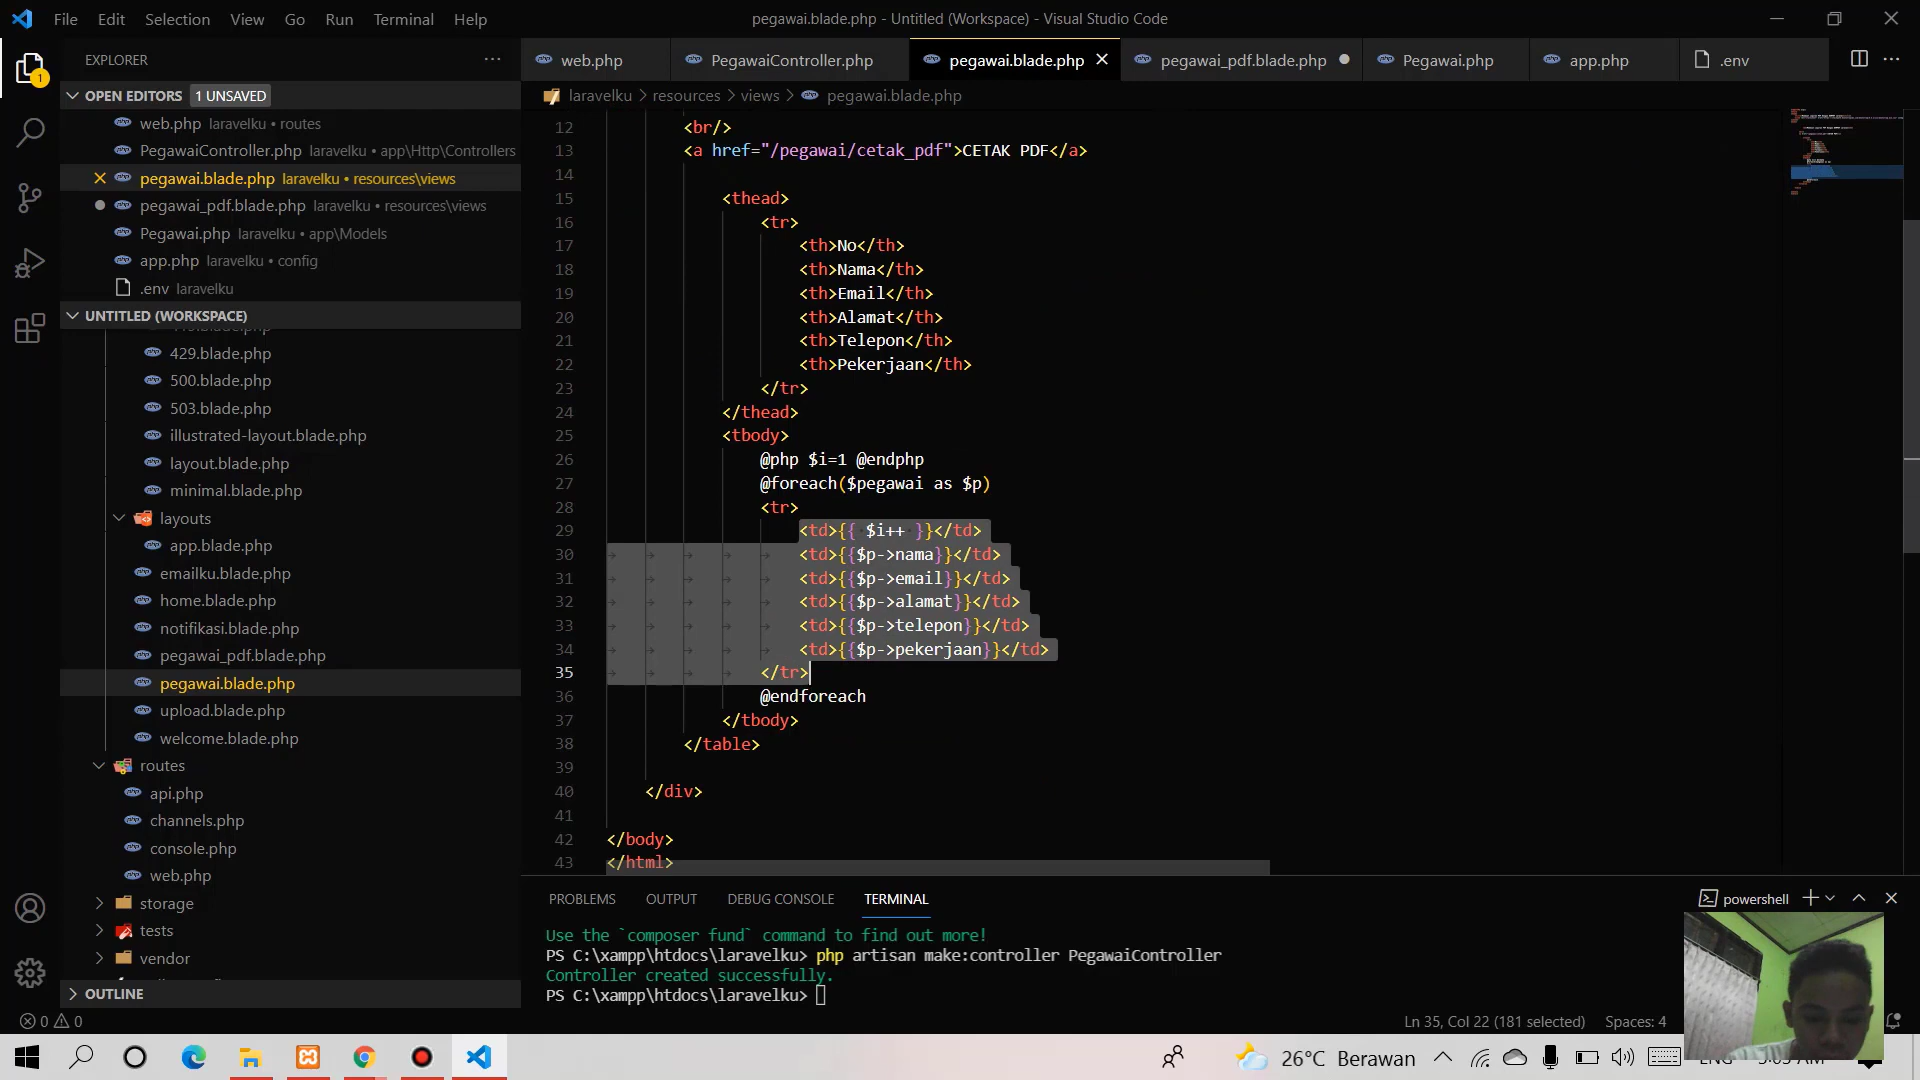 File Edit Selection View Go Run Terminal Help
pegawai.blade.php - Untitled (Workspace) - Visual Studio Code
EXPLORER
1
OPEN EDITORS 1 UNSAVED
web.php laravelku • routes
PegawaiController.php laravelku • app\Http\Controllers
pegawai.blade.php laravelku • resources\views
pegawai_pdf.blade.php laravelku • resources\views
Pegawai.php laravelku • app\Models
app.php laravelku • config
.env laravelku
UNTITLED (WORKSPACE)
429.blade.php
500.blade.php
503.blade.php
illustrated-layout.blade.php
layout.blade.php
minimal.blade.php
layouts
app.blade.php
emailku.blade.php
home.blade.php
notifikasi.blade.php
pegawai_pdf.blade.php
pegawai.blade.php
upload.blade.php
welcome.blade.php
routes
api.php
channels.php
console.php
web.php
storage
tests
vendor
OUTLINE
web.php PegawaiController.php pegawai.blade.php pegawai_pdf.blade.php Pegawai.php app.php .env
laravelku > resources > views > pegawai.blade.php
12 <br/>
13 <a href="/pegawai/cetak_pdf">CETAK PDF</a>
14
15 <thead>
16 <tr>
17 <th>No</th>
18 <th>Nama</th>
19 <th>Email</th>
20 <th>Alamat</th>
21 <th>Telepon</th>
22 <th>Pekerjaan</th>
23 </tr>
24 </thead>
25 <tbody>
26 @php $i=1 @endphp
27 @foreach($pegawai as $p)
28 <tr>
29 <td>{{ $i++ }}</td>
30 <td>{{$p->nama}}</td>
31 <td>{{$p->email}}</td>
32 <td>{{$p->alamat}}</td>
33 <td>{{$p->telepon}}</td>
34 <td>{{$p->pekerjaan}}</td>
35 </tr>
36 @endforeach
37 </tbody>
38 </table>
39
40 </div>
41
42 </body>
43 </html>
PROBLEMS OUTPUT DEBUG CONSOLE TERMINAL
powershell
Use the `composer fund` command to find out more!
PS C:\xampp\htdocs\laravelku> php artisan make:controller PegawaiController
Controller created successfully.
PS C:\xampp\htdocs\laravelku>
0 0
Ln 35, Col 22 (181 selected) Spaces: 4
26°C Berawan